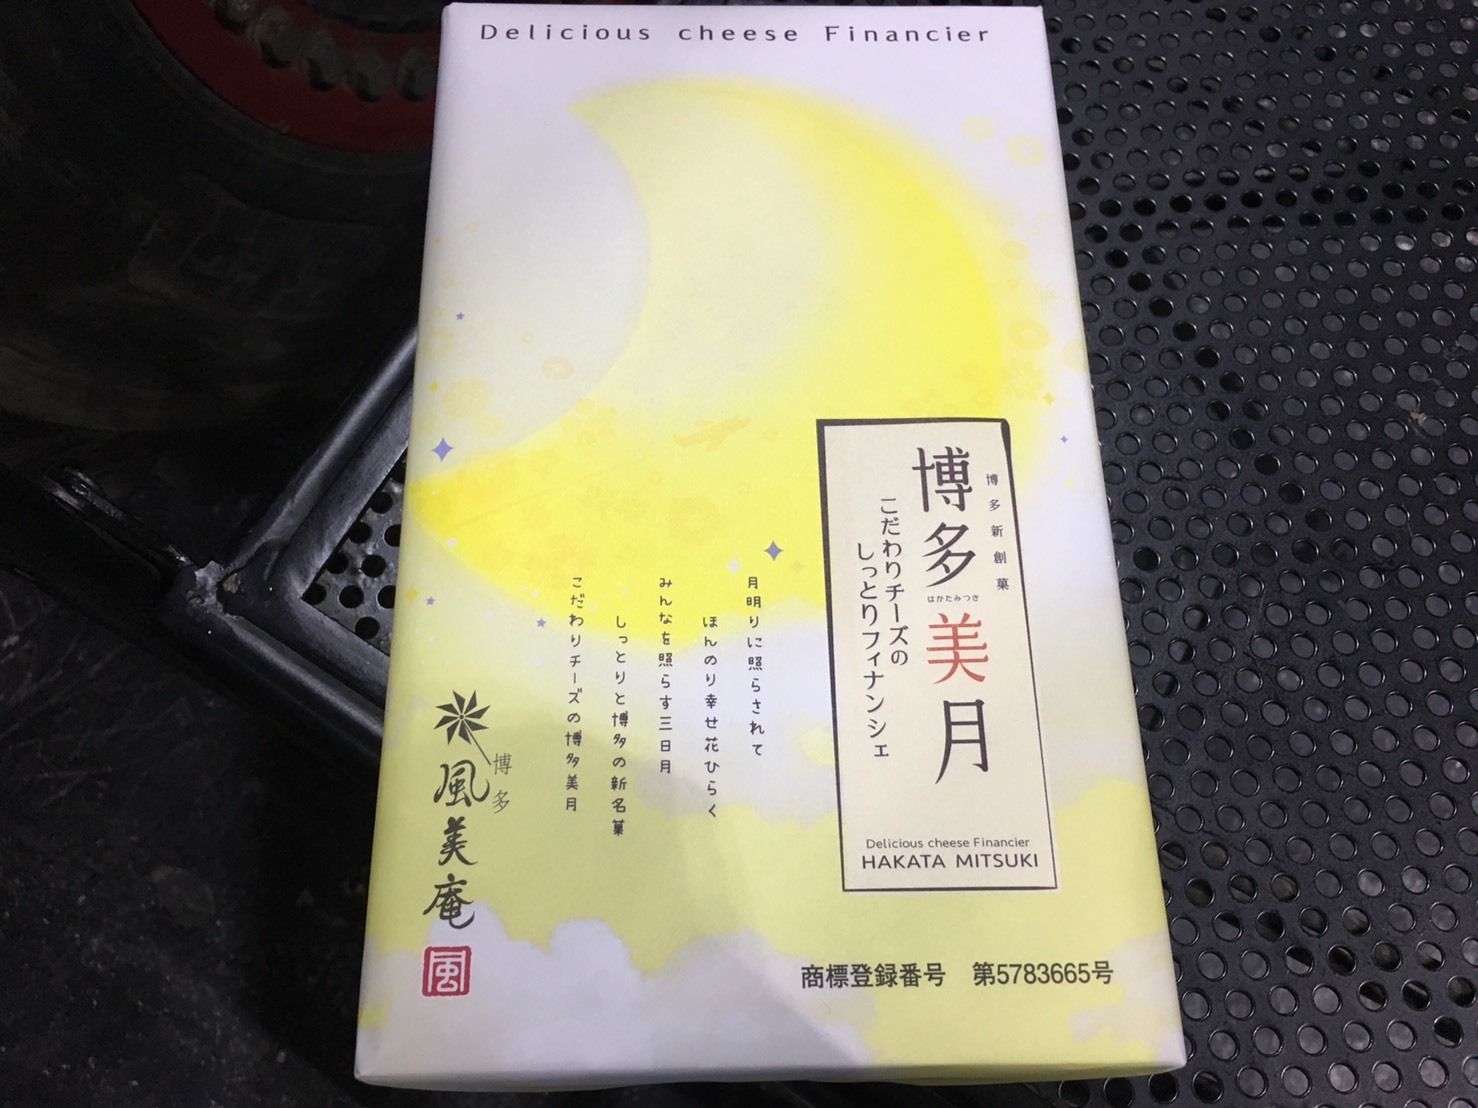 Delicious cheese Financier
博多新創菓
博多美月
はかたみつき
こだわりチーズの
しっとりフィナンシェ
Delicious cheese Financier
HAKATA MITSUKI
月明りに照らされて
ほんのり幸せ花ひらく
みんなを照らす三日月
しっとりと博多の新名菓
こだわりチーズの博多美月
博多
風美庵
風
商標登録番号 第5783665号